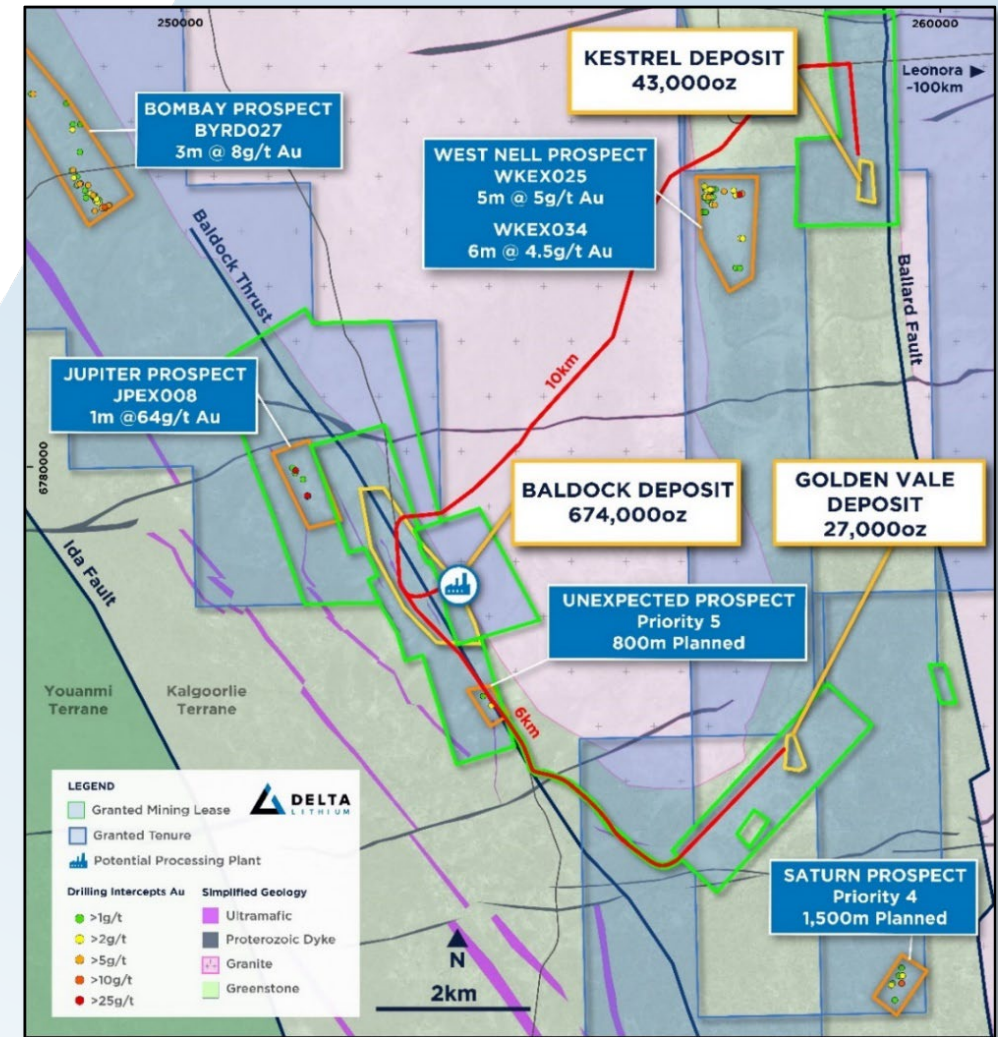 250000
260000
KESTREL DEPOSIT
43,000oz
Leonora
~100km
BOMBAY PROSPECT
BYRD027
3m @ 8g/t Au
WEST NELL PROSPECT
WKEX025
5m @ 5g/t Au
WKEX034
6m @ 4.5g/t Au
Baldock Thrust
Ballard Fault
10km
JUPITER PROSPECT
JPEX008
1m @64g/t Au
6780000
BALDOCK DEPOSIT
674,000oz
GOLDEN VALE
DEPOSIT
27,000oz
Ida Fault
UNEXPECTED PROSPECT
Priority 5
800m Planned
Youanmi
Terrane
Kalgoorlie
Terrane
6km
LEGEND
DELTA
LITHIUM
Granted Mining Lease
Granted Tenure
Potential Processing Plant
Drilling Intercepts Au
>1g/t
>2g/t
>5g/t
>10g/t
>25g/t
Simplified Geology
Ultramafic
Proterozoic Dyke
Granite
Greenstone
N
2km
SATURN PROSPECT
Priority 4
1,500m Planned